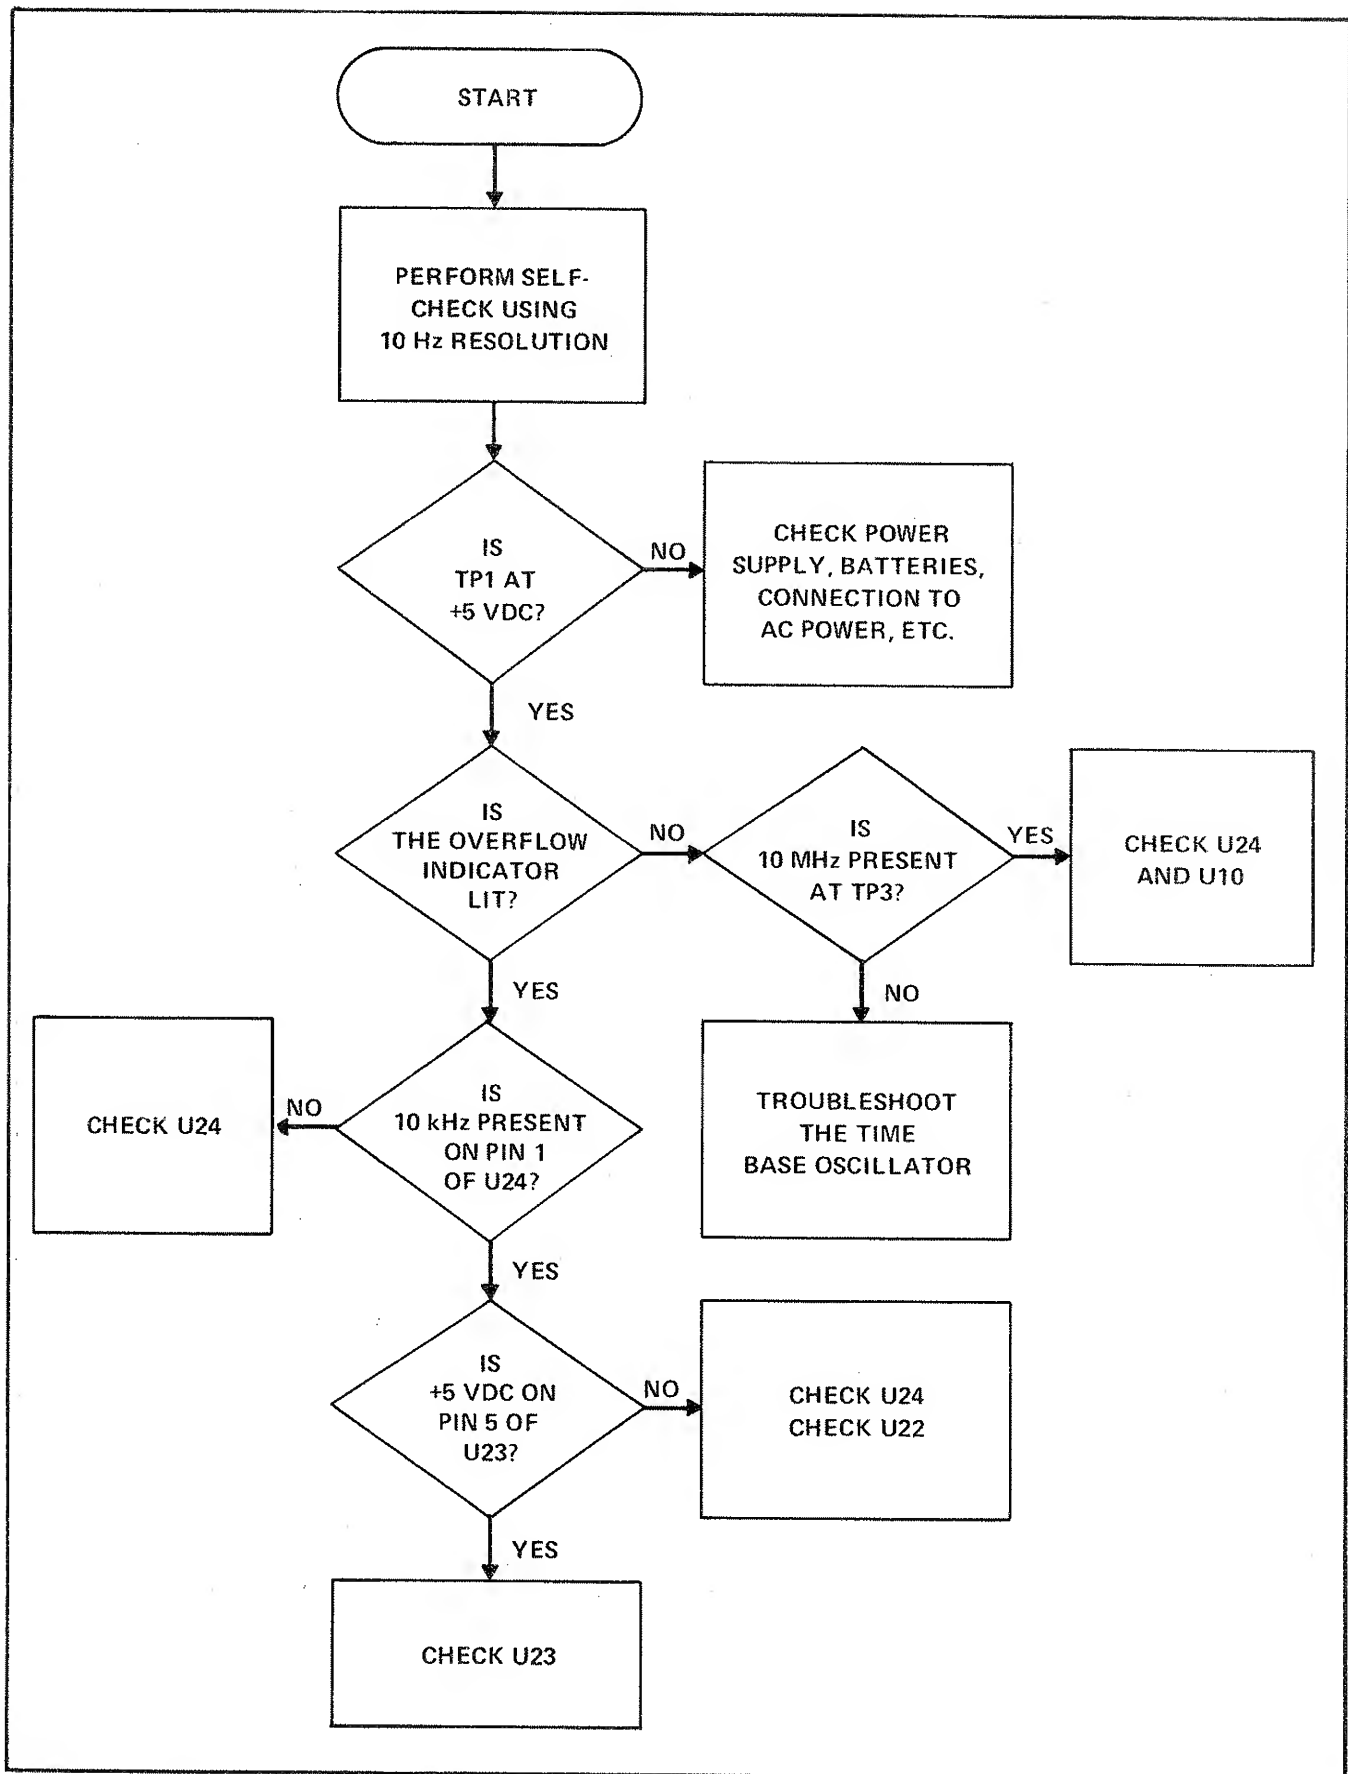 START
PERFORM SELF-
CHECK USING
10 Hz RESOLUTION
IS
TP1 AT
+5 VDC?
NO
CHECK POWER
SUPPLY, BATTERIES,
CONNECTION TO
AC POWER, ETC.
YES
IS
THE OVERFLOW
INDICATOR
LIT?
NO
IS
10 MHz PRESENT
AT TP3?
YES
CHECK U24
AND U10
YES
NO
CHECK U24
NO
IS
10 kHz PRESENT
ON PIN 1
OF U24?
TROUBLESHOOT
THE TIME
BASE OSCILLATOR
YES
IS
+5 VDC ON
PIN 5 OF
U23?
NO
CHECK U24
CHECK U22
YES
CHECK U23